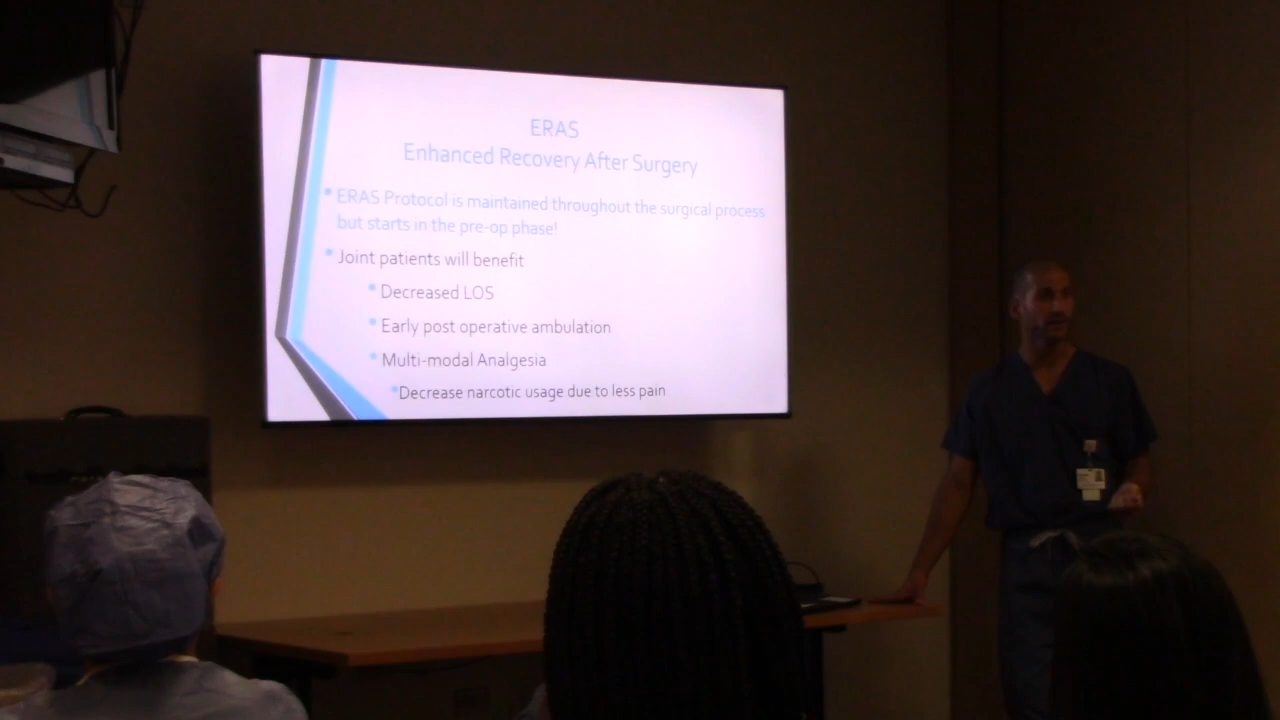 ERAS
Enhanced Recovery After Surgery
• ERAS Protocol is maintained throughout the surgical process
but starts in the pre-op phase!
• Joint patients will benefit
• Decreased LOS
• Early post operative ambulation
• Multi-modal Analgesia
• Decrease narcotic usage due to less pain